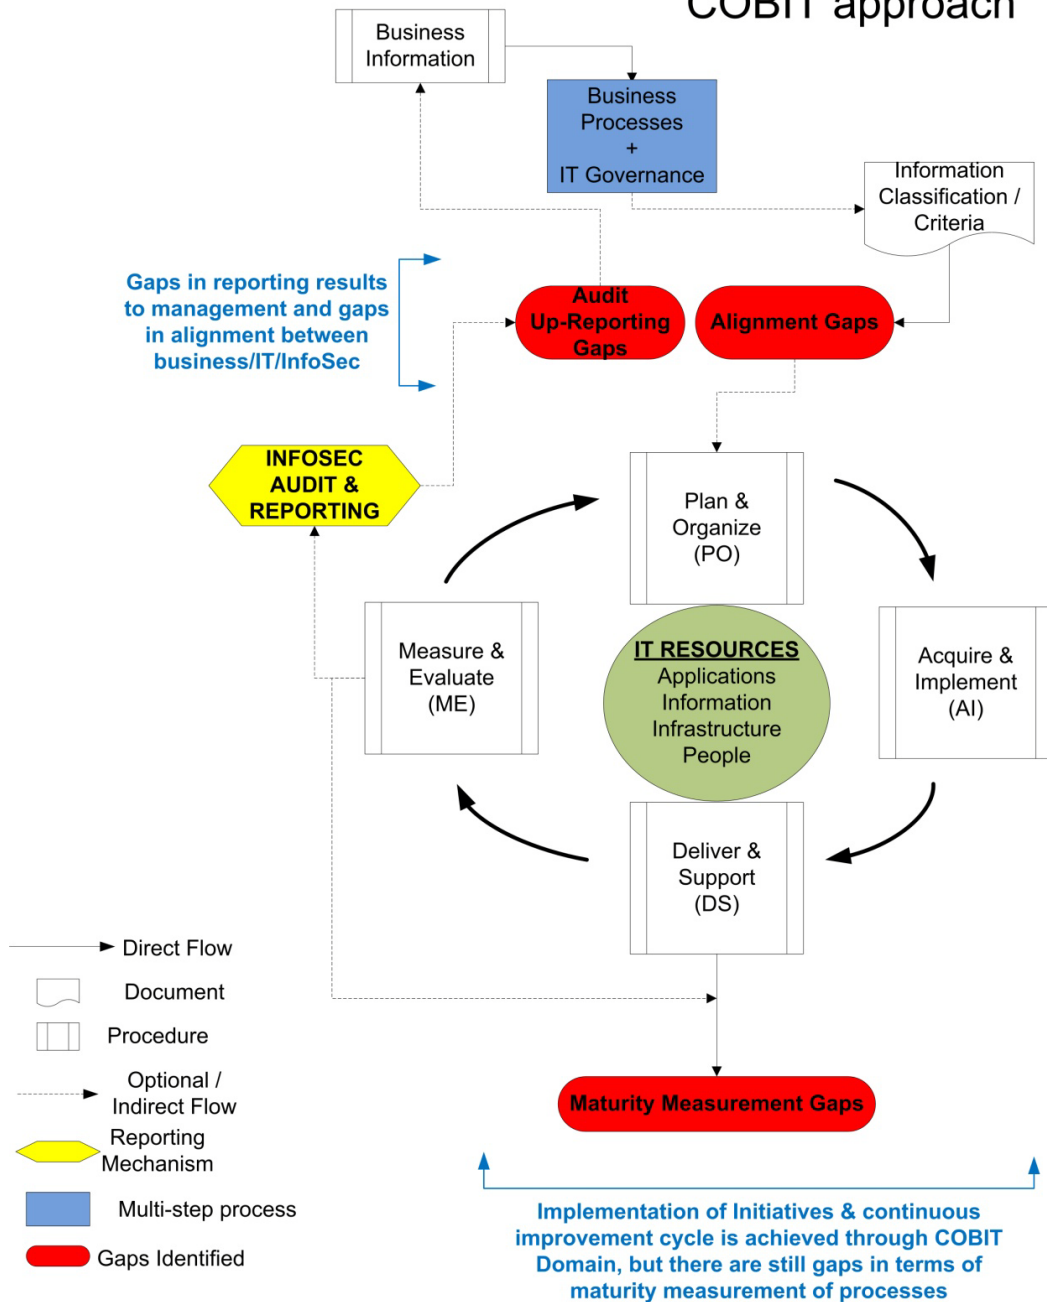 COBIT approach
Business
Information
Business
Processes
+
IT Governance
Information
Classification /
Criteria
Gaps in reporting results
to management and gaps
in alignment between
business/IT/InfoSec
Audit
Up-Reporting
Gaps
Alignment Gaps
INFOSEC
AUDIT &
REPORTING
Plan &
Organize
(PO)
Measure &
Evaluate
(ME)
IT RESOURCES
Applications
Information
Infrastructure
People
Acquire &
Implement
(AI)
Deliver &
Support
(DS)
Direct Flow
Document
Procedure
Optional /
Indirect Flow
Reporting
Mechanism
Multi-step process
Gaps Identified
Maturity Measurement Gaps
Implementation of Initiatives & continuous
improvement cycle is achieved through COBIT
Domain, but there are still gaps in terms of
maturity measurement of processes